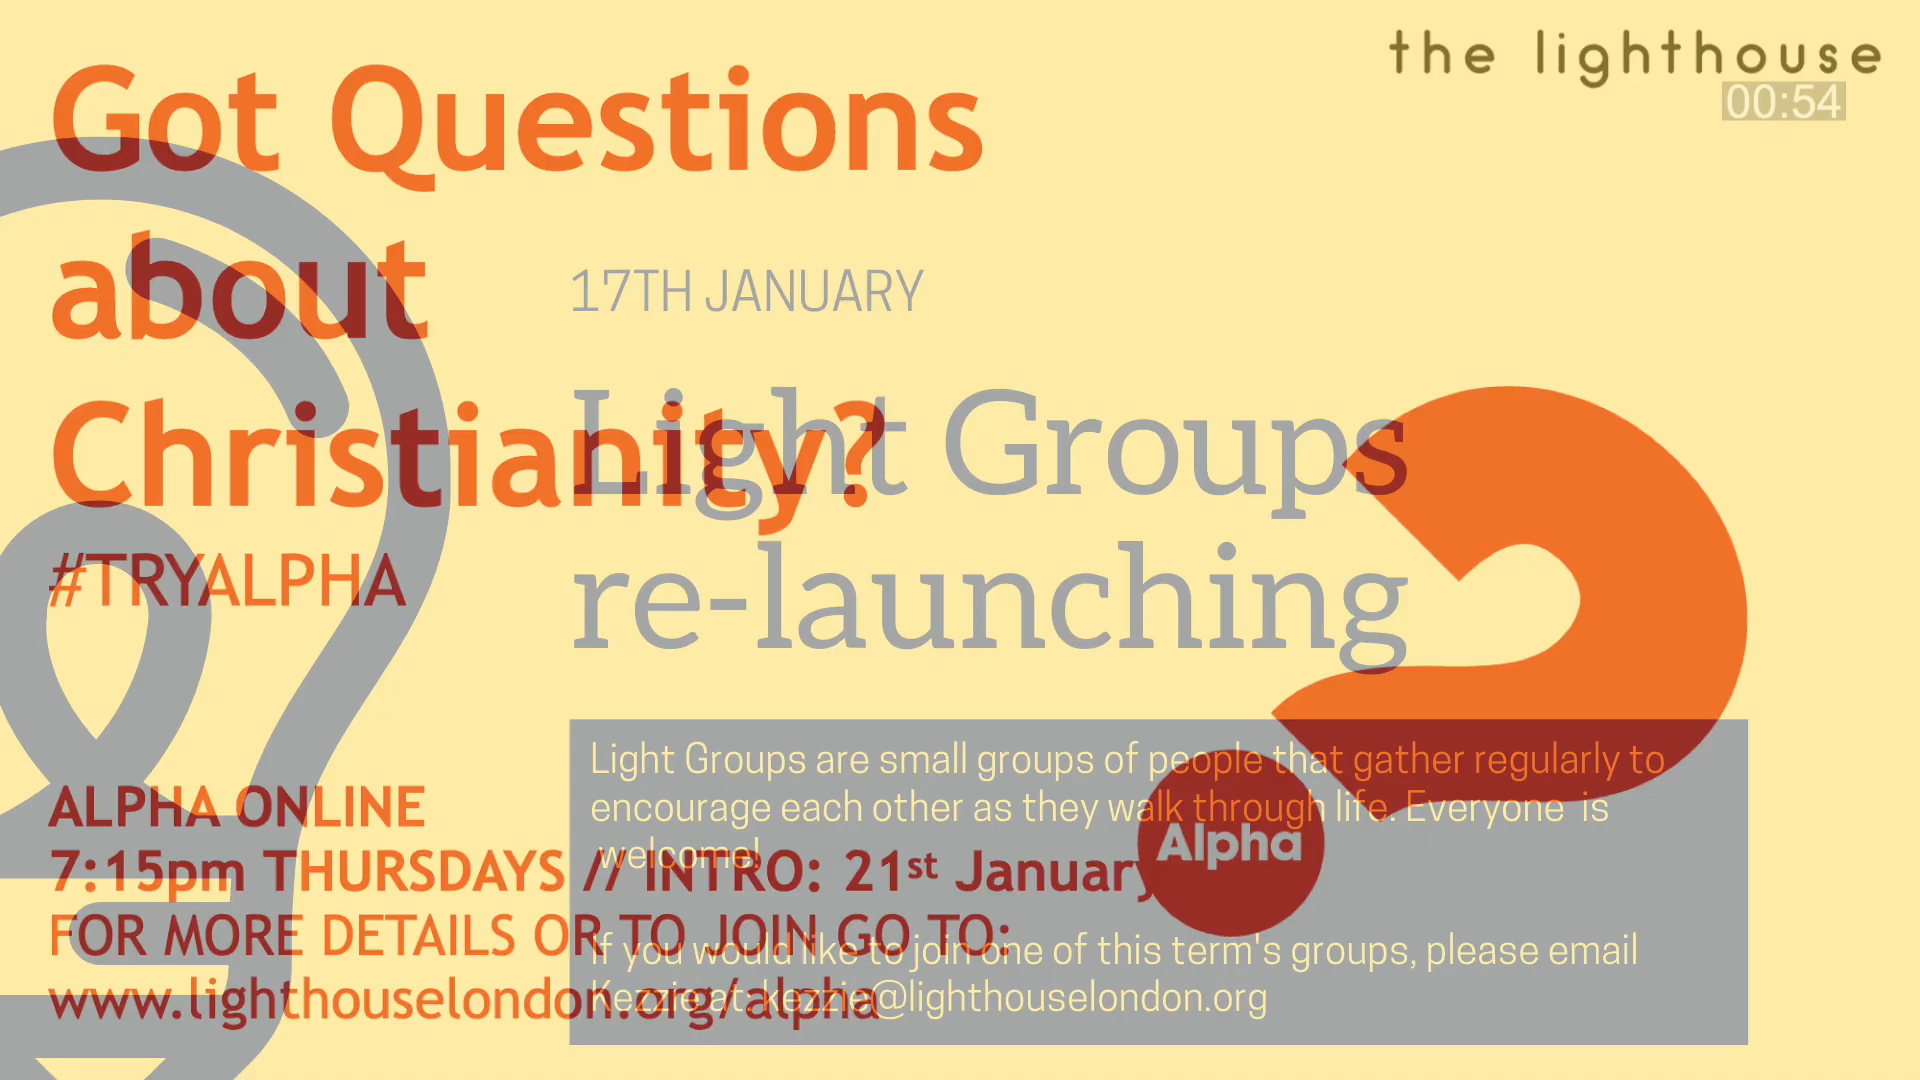 the lighthouse
00:54
Got Questions
about
Christianity?
#TRYALPHA
ALPHA ONLINE
7:15pm THURSDAYS // INTRO: 21st January
FOR MORE DETAILS OR TO JOIN GO TO:
www.lighthouselondon.org/alpha
17TH JANUARY
Light Groups
re-launching
Light Groups are small groups of people that gather regularly to
encourage each other as they walk through life. Everyone is
welcome!
If you would like to join one of this term's groups, please email
Kezzie at: kezzie@lighthouselondon.org
Alpha